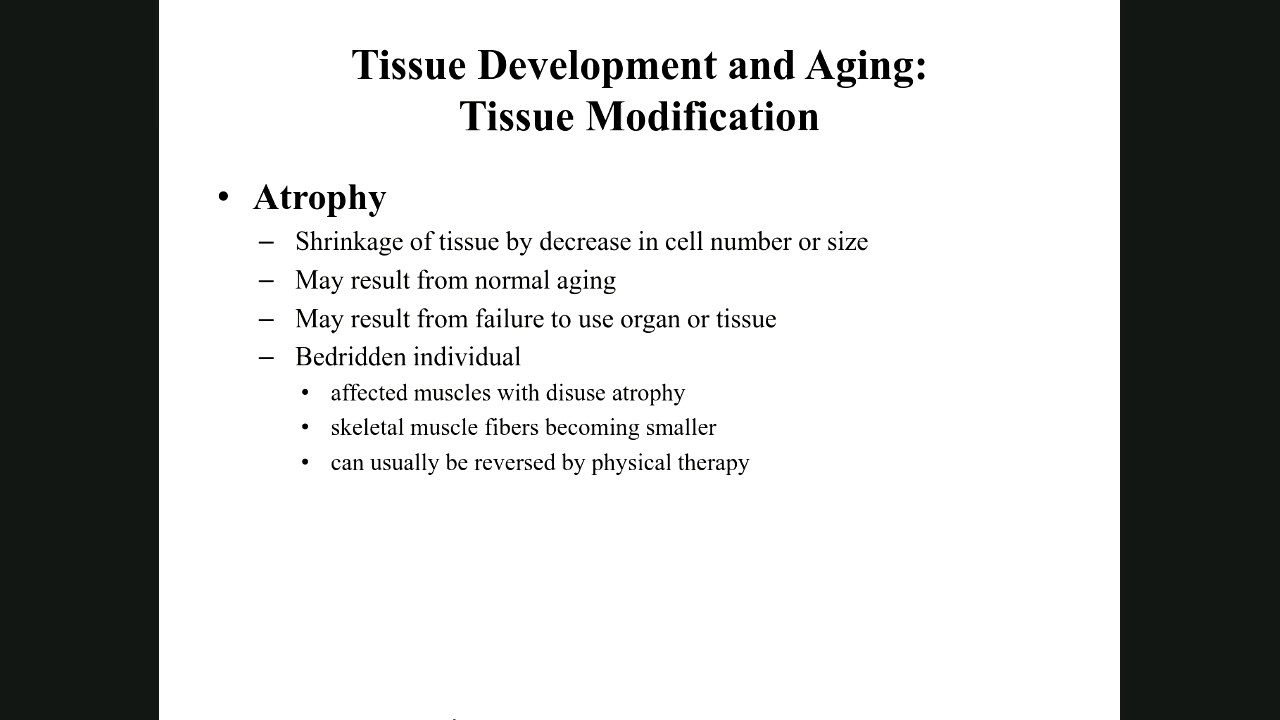 Tissue Development and Aging:
Tissue Modification
• Atrophy
– Shrinkage of tissue by decrease in cell number or size
– May result from normal aging
– May result from failure to use organ or tissue
– Bedridden individual
• affected muscles with disuse atrophy
• skeletal muscle fibers becoming smaller
• can usually be reversed by physical therapy